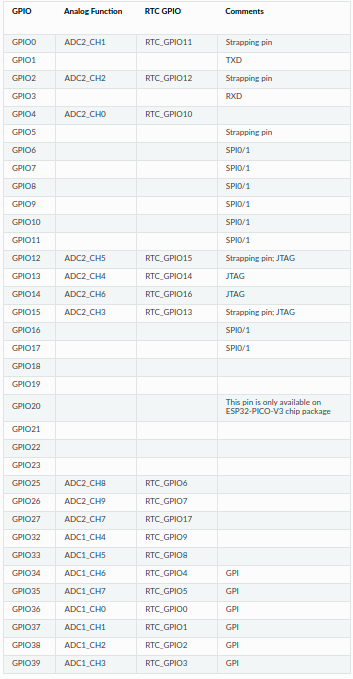 GPIO Analog Function RTC GPIO Comments
GPIO0 ADC2_CH1 RTC_GPIO11 Strapping pin
GPIO1 TXD
GPIO2 ADC2_CH2 RTC_GPIO12 Strapping pin
GPIO3 RXD
GPIO4 ADC2_CH0 RTC_GPIO10
GPIO5 Strapping pin
GPIO6 SPI0/1
GPIO7 SPI0/1
GPIO8 SPI0/1
GPIO9 SPI0/1
GPIO10 SPI0/1
GPIO11 SPI0/1
GPIO12 ADC2_CH5 RTC_GPIO15 Strapping pin; JTAG
GPIO13 ADC2_CH4 RTC_GPIO14 JTAG
GPIO14 ADC2_CH6 RTC_GPIO16 JTAG
GPIO15 ADC2_CH3 RTC_GPIO13 Strapping pin; JTAG
GPIO16 SPI0/1
GPIO17 SPI0/1
GPIO18
GPIO19
GPIO20 This pin is only available on
ESP32-PICO-V3 chip package
GPIO21
GPIO22
GPIO23
GPIO25 ADC2_CH8 RTC_GPIO6
GPIO26 ADC2_CH9 RTC_GPIO7
GPIO27 ADC2_CH7 RTC_GPIO17
GPIO32 ADC1_CH4 RTC_GPIO9
GPIO33 ADC1_CH5 RTC_GPIO8
GPIO34 ADC1_CH6 RTC_GPIO4 GPI
GPIO35 ADC1_CH7 RTC_GPIO5 GPI
GPIO36 ADC1_CH0 RTC_GPIO0 GPI
GPIO37 ADC1_CH1 RTC_GPIO1 GPI
GPIO38 ADC1_CH2 RTC_GPIO2 GPI
GPIO39 ADC1_CH3 RTC_GPIO3 GPI